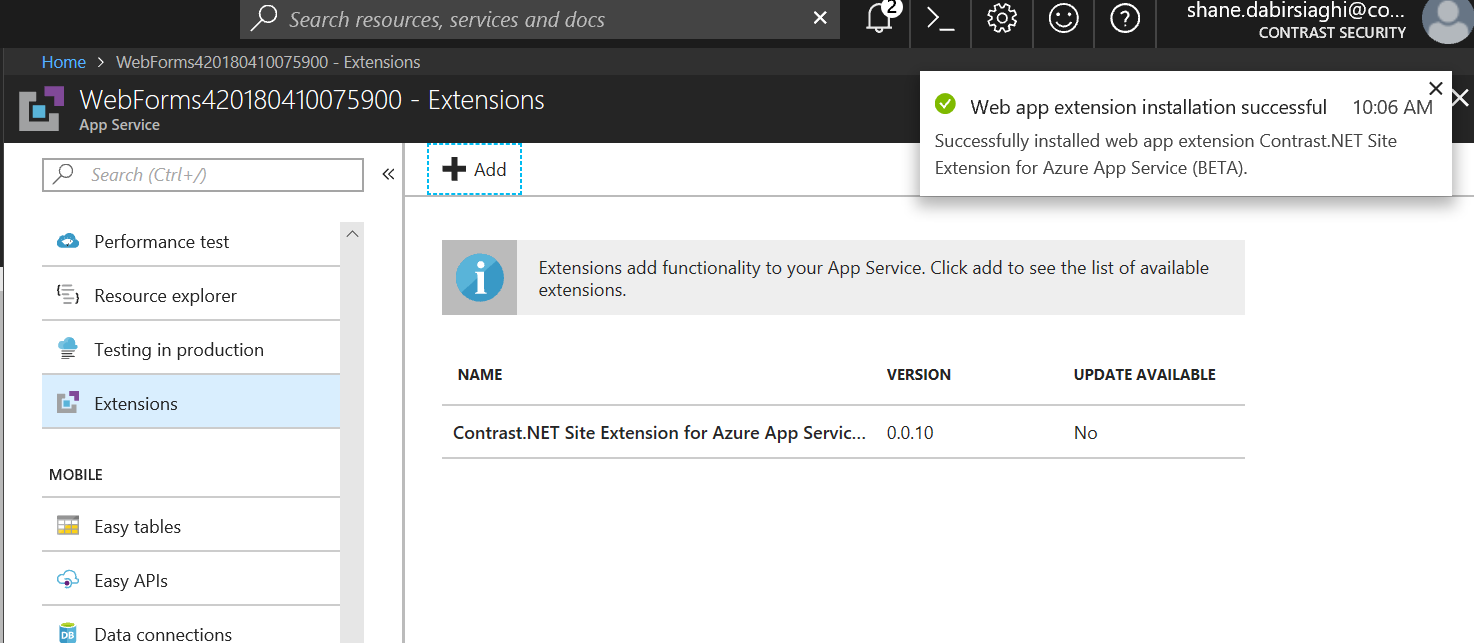 Search resources, services and docs
2
shane.dabirsiaghi@co...
CONTRAST SECURITY
Home > WebForms420180410075900 - Extensions
WebForms420180410075900 - Extensions
App Service
Web app extension installation successful 10:06 AM
Successfully installed web app extension Contrast.NET Site
Extension for Azure App Service (BETA).
Search (Ctrl+/)
Add
Performance test
Resource explorer
Testing in production
Extensions
MOBILE
Easy tables
Easy APIs
Data connections
Extensions add functionality to your App Service. Click add to see the list of available
extensions.
NAME VERSION UPDATE AVAILABLE
Contrast.NET Site Extension for Azure App Servic... 0.0.10 No